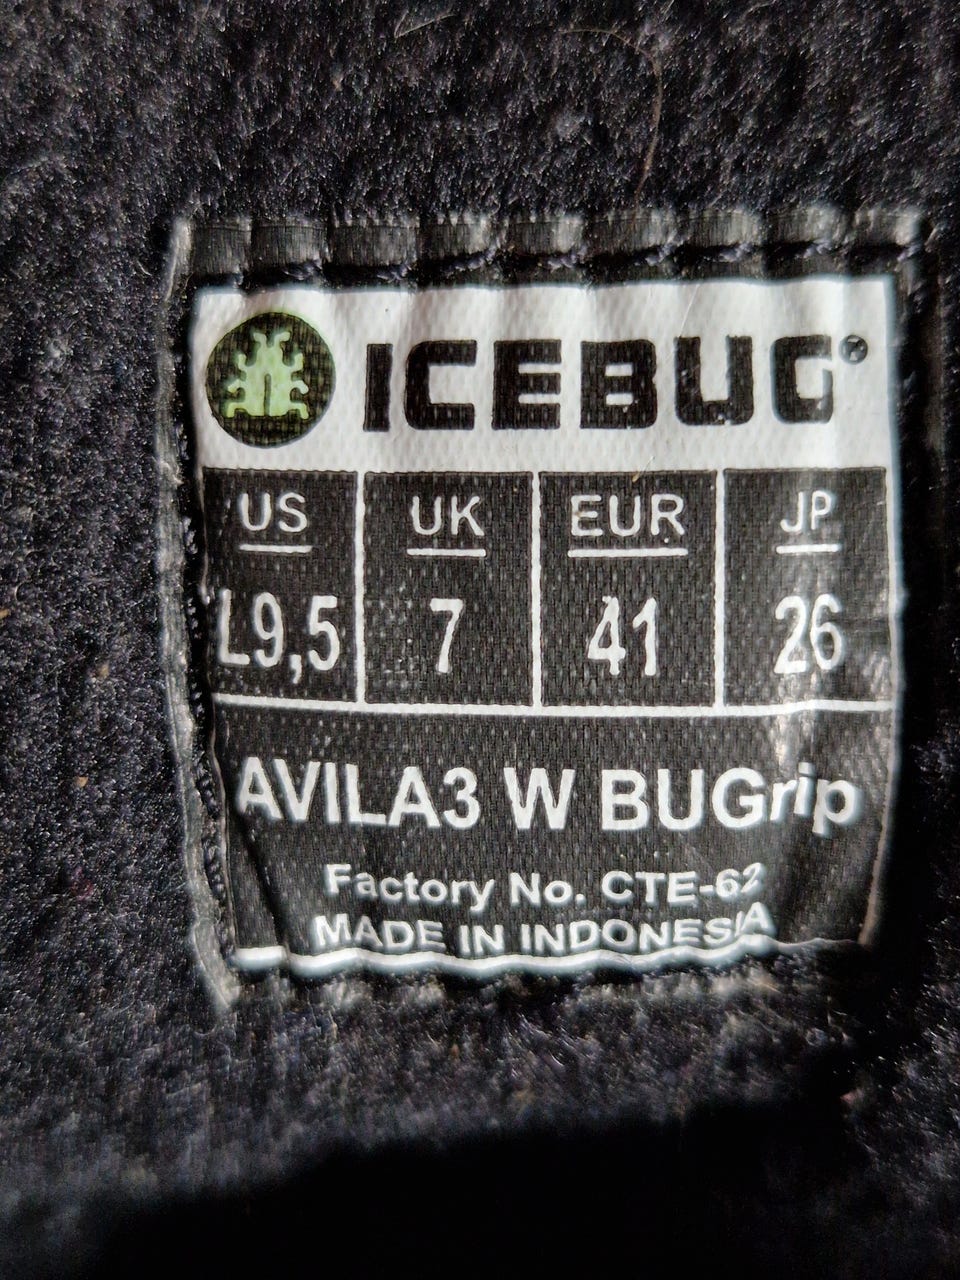 ICEBUG®
US UK EUR JP
L9,5 7 41 26
AVILA3 W BUGrip
Factory No. CTE-62
MADE IN INDONESIA